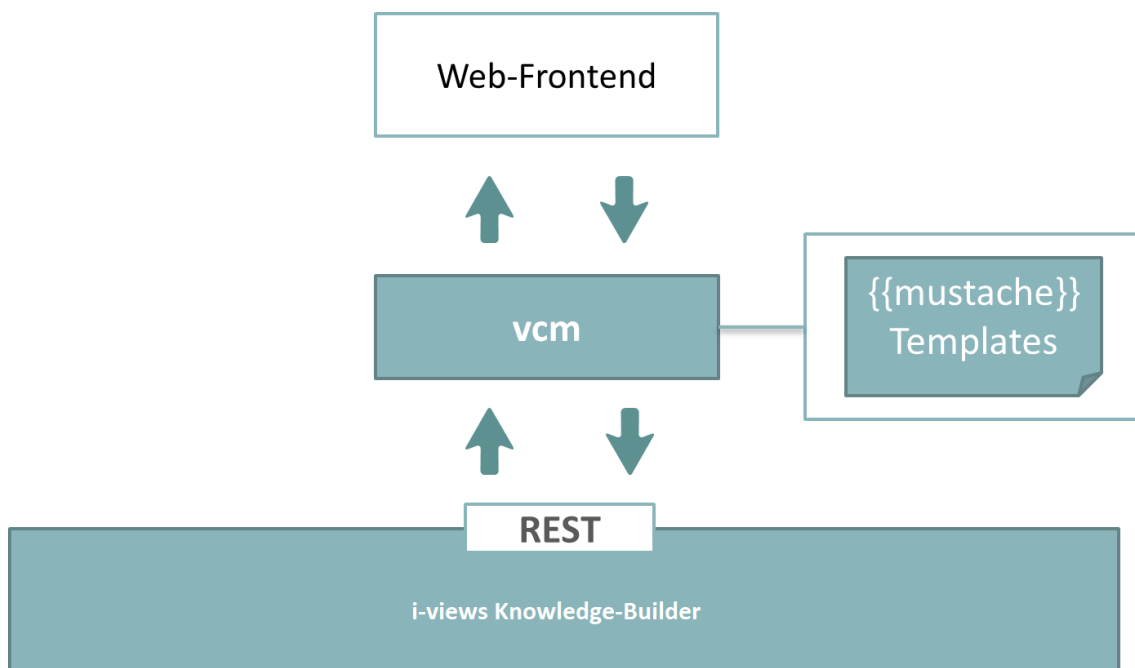 Web-Frontend
vcm
{{mustache}}
Templates
REST
i-views Knowledge-Builder